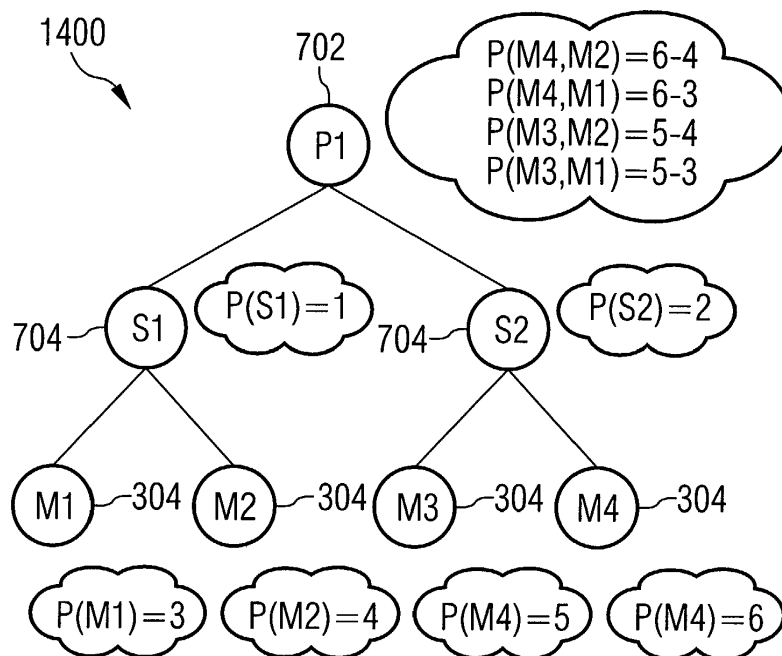 1400
702
P(M4,M2)=6-4
P(M4,M1)=6-3
P(M3,M2)=5-4
P(M3,M1)=5-3
P1
704
S1
P(S1)=1
704
S2
P(S2)=2
M1
304
M2
304
M3
304
M4
304
P(M1)=3
P(M2)=4
P(M4)=5
P(M4)=6